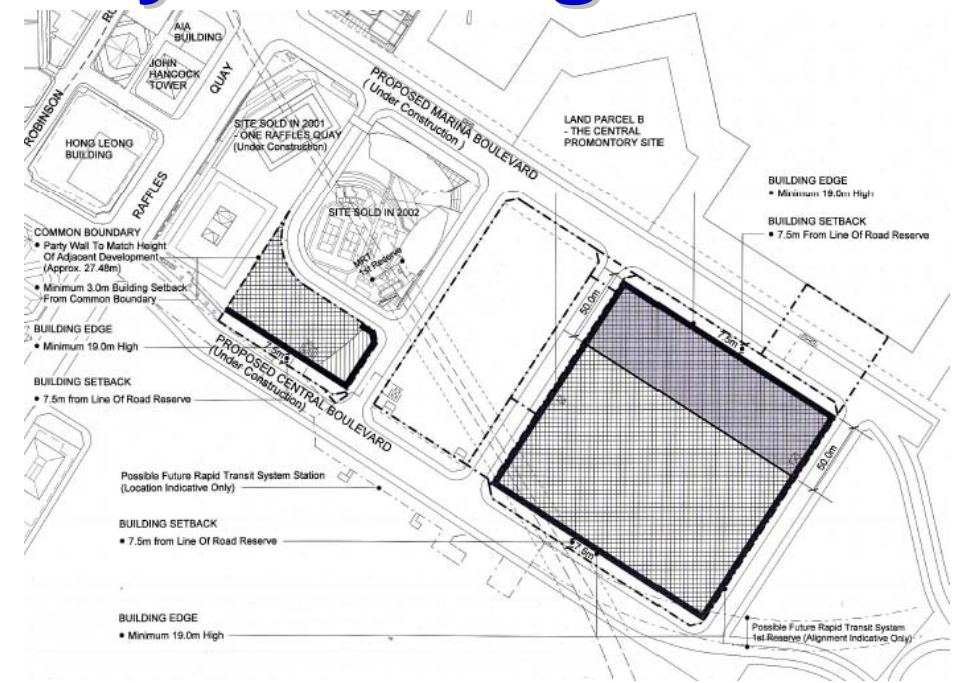 AIA
BUILDING
JOHN
HANCOCK
TOWER
QUAY
ROBINSON
HONG LEONG
BUILDING
RAFFLES
SITE SOLD IN 2001
- ONE RAFFLES QUAY
(Under Construction)
PROPOSED MARINA BOULEVARD
( Under Construction )
LAND PARCEL B
- THE CENTRAL
PROMONTORY SITE
SITE SOLD IN 2002
MRT
1st Reserve
BUILDING EDGE
• Minimum 19.0m High
BUILDING SETBACK
• 7.5m From Line Of Road Reserve
COMMON BOUNDARY
• Party Wall To Match Height
Of Adjacent Development
(Approx. 27.48m)
• Minimum 3.0m Building Setback
From Common Boundary
BUILDING EDGE
• Minimum 19.0m High
BUILDING SETBACK
• 7.5m from Line Of Road Reserve
7.5m
PROPOSED CENTRAL BOULEVARD
(Under Construction)
50.0m
7.5m
50.0m
Possible Future Rapid Transit System Station
(Location Indicative Only)
BUILDING SETBACK
• 7.5m from Line Of Road Reserve
7.5m
BUILDING EDGE
• Minimum 19.0m High
Possible Future Rapid Transit System
1st Reserve (Alignment Indicative Only)